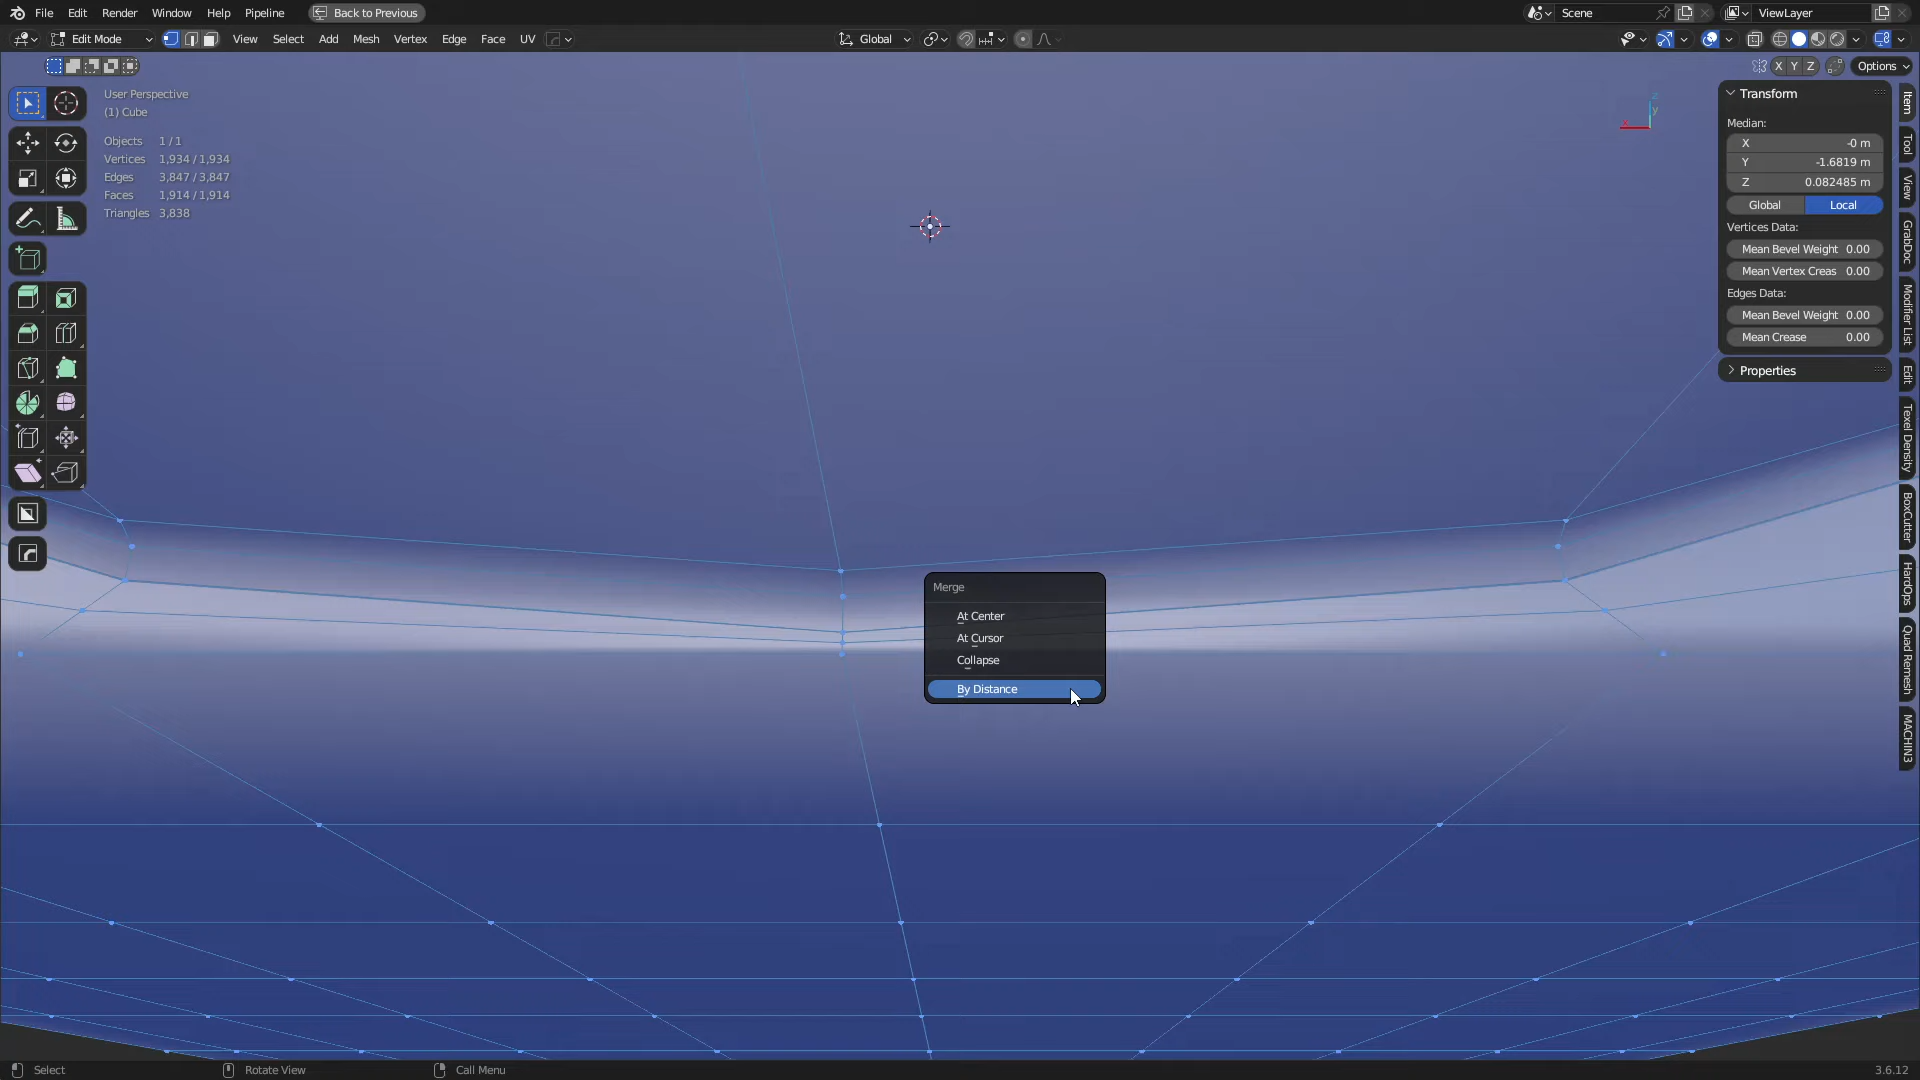 File Edit Render Window Help Pipeline Back to Previous Scene ViewLayer
Edit Mode View Select Add Mesh Vertex Edge Face UV Global
X Y Z Options
User Perspective
(1) Cube
Objects 1 / 1
Vertices 1,934 / 1,934
Edges 3,847 / 3,847
Faces 1,914 / 1,914
Triangles 3,838
Transform
Median:
X -0 m
Y -1.6819 m
Z 0.082485 m
Global Local
Vertices Data:
Mean Bevel Weight 0.00
Mean Vertex Creas 0.00
Edges Data:
Mean Bevel Weight 0.00
Mean Crease 0.00
Properties
Item
Tool
View
GrabDoc
Modifier List
Edit
Texel Density
BoxCutter
HardOps
Quad Remesh
MACHIN3
z
y
x
Merge
At Center
At Cursor
Collapse
By Distance
Select Rotate View Call Menu 3.6.12